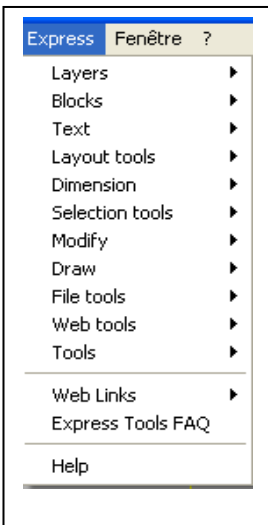 Express Fenêtre ?
Layers
Blocks
Text
Layout tools
Dimension
Selection tools
Modify
Draw
File tools
Web tools
Tools
Web Links
Express Tools FAQ
Help